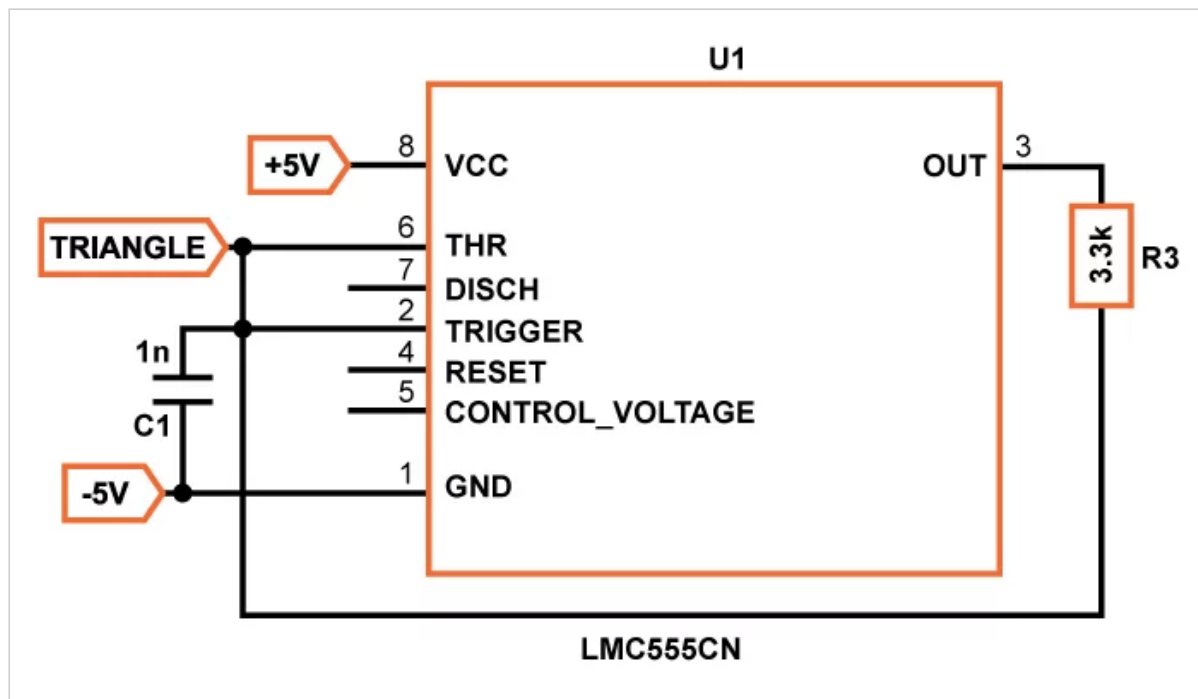 U1
+5V
8
VCC
OUT
3
TRIANGLE
6
THR
7
DISCH
3.3k
R3
2
TRIGGER
1n
4
RESET
5
CONTROL_VOLTAGE
C1
-5V
1
GND
LMC555CN